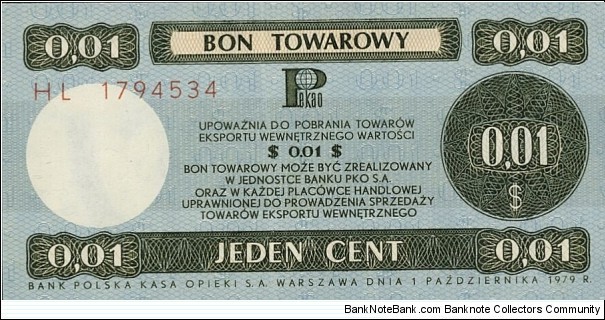 0,01 BON TOWAROWY 0,01
HL 1794534
Pekao
UPOWAŻNIA DO POBRANIA TOWARÓW
EKSPORTU WEWNĘTRZNEGO WARTOŚCI
$ 0,01 $
BON TOWAROWY MOŻE BYĆ ZREALIZOWANY
W JEDNOSTCE BANKU PKO S.A.
ORAZ W KAŻDEJ PLACÓWCE HANDLOWEJ
UPRAWNIONEJ DO PROWADZENIA SPRZEDAŻY
TOWARÓW EKSPORTU WEWNĘTRZNEGO
0,01
$
0,01 JEDEN CENT 0,01
BANK POLSKA KASA OPIEKI S.A. WARSZAWA DNIA 1 PAŹDZIERNIKA 1979 R.
BankNoteBank.com Banknote Collectors Community